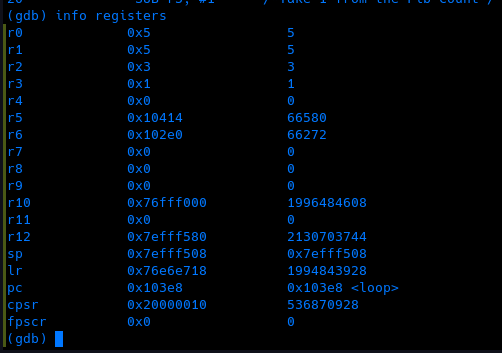 20 sub r3, #1 / Take 1 from the Fib count /
(gdb) info registers
r0 0x5 5
r1 0x5 5
r2 0x3 3
r3 0x1 1
r4 0x0 0
r5 0x10414 66580
r6 0x102e0 66272
r7 0x0 0
r8 0x0 0
r9 0x0 0
r10 0x76fff000 1996484608
r11 0x0 0
r12 0x7efff580 2130703744
sp 0x7efff508 0x7efff508
lr 0x76e6e718 1994843928
pc 0x103e8 0x103e8 <loop>
cpsr 0x20000010 536870928
fpscr 0x0 0
(gdb)